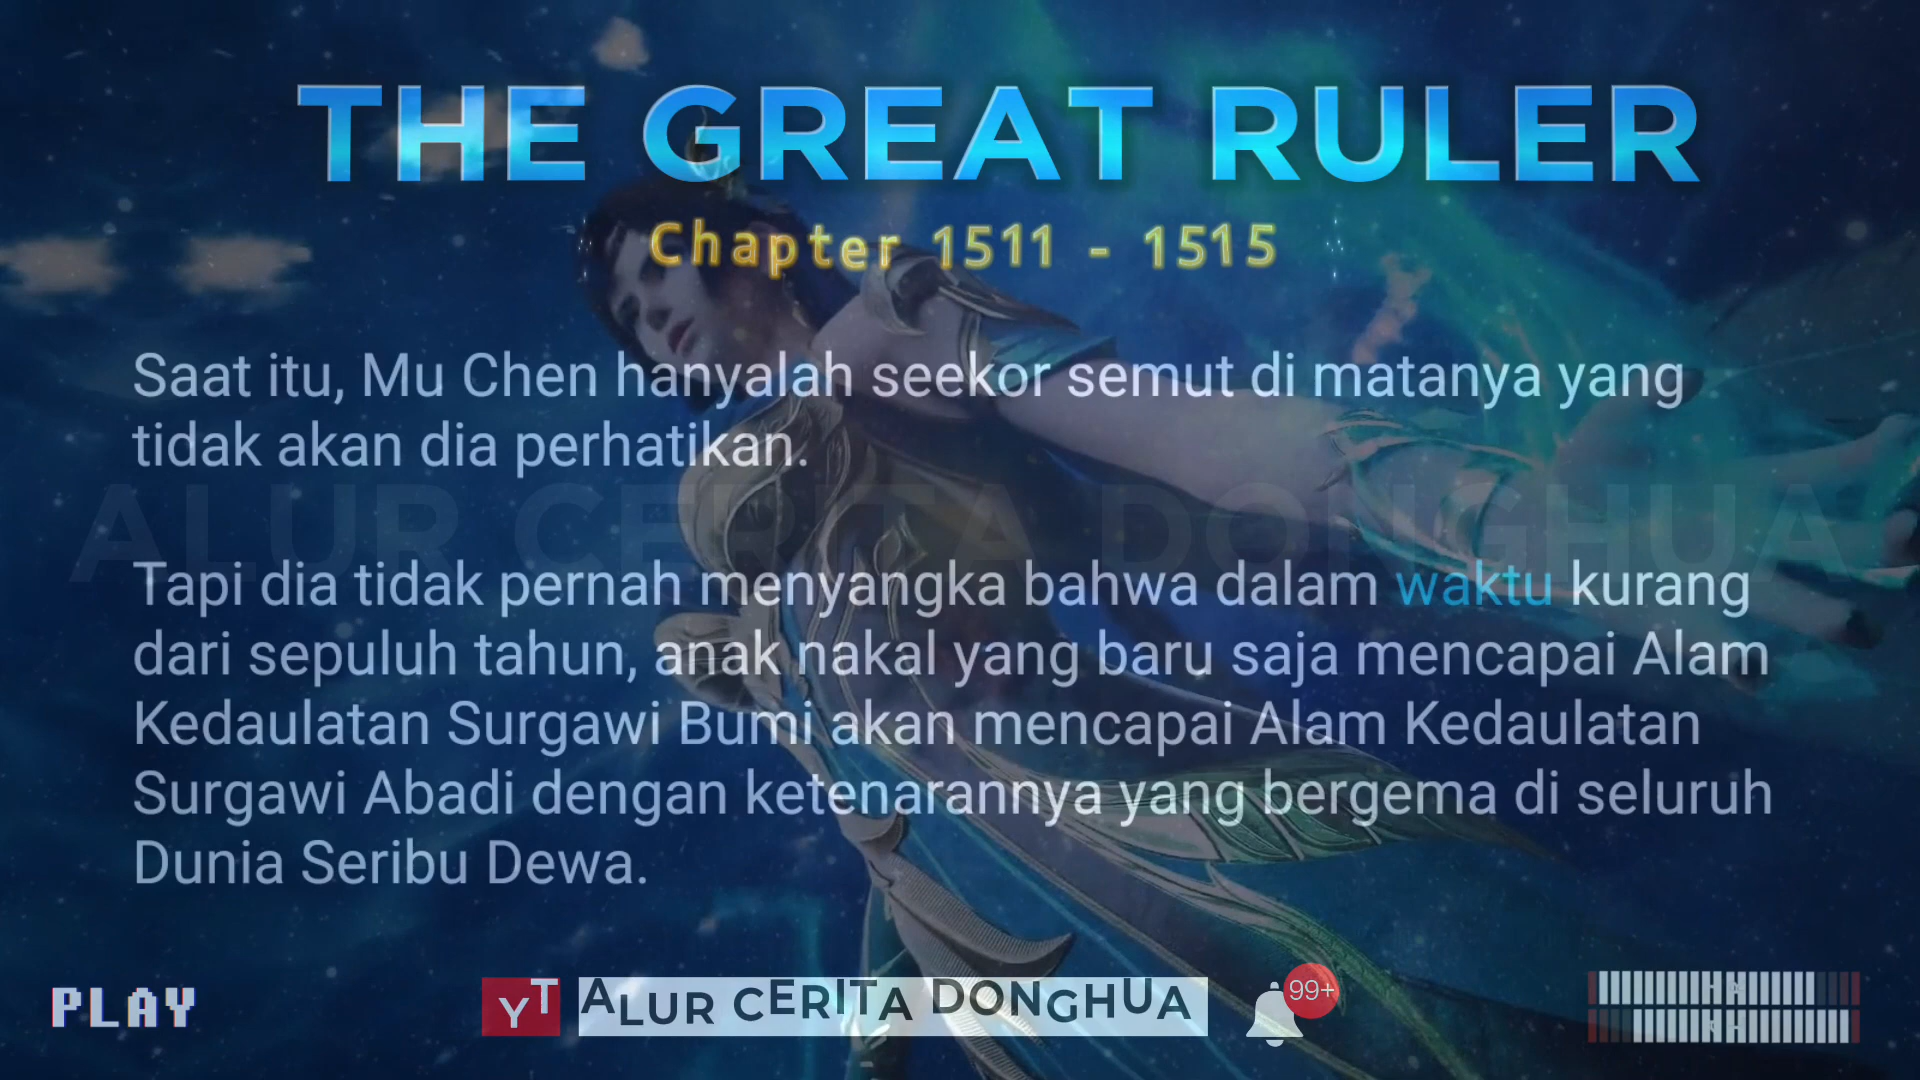 THE GREAT RULER
Chapter 1511 - 1515
Saat itu, Mu Chen hanyalah seekor semut di matanya yang
tidak akan dia perhatikan.
ALUR CERITA DONGHUA
Tapi dia tidak pernah menyangka bahwa dalam waktu kurang
dari sepuluh tahun, anak nakal yang baru saja mencapai Alam
Kedaulatan Surgawi Bumi akan mencapai Alam Kedaulatan
Surgawi Abadi dengan ketenarannya yang bergema di seluruh
Dunia Seribu Dewa.
PLAY
YT ALUR CERITA DONGHUA
99+